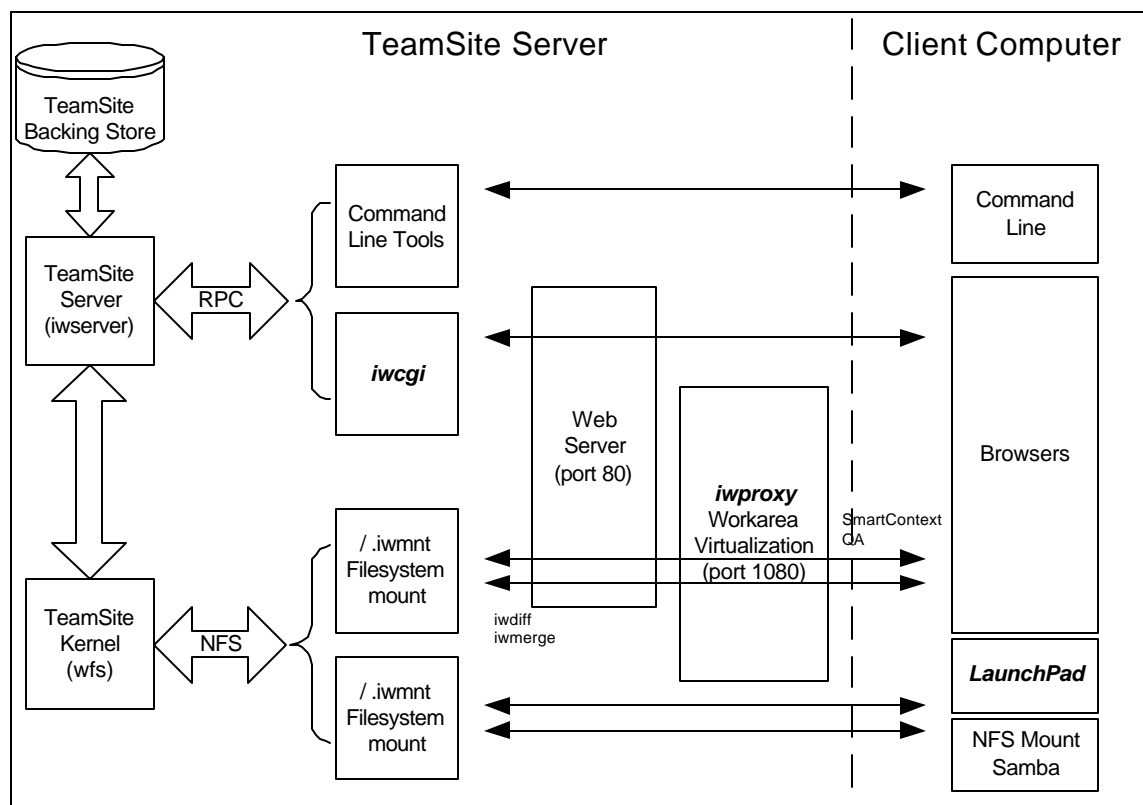 TeamSite Server
Client Computer
TeamSite
Backing Store
TeamSite
Server
(iwserver)
RPC
Command
Line Tools
iwcgi
Web
Server
(port 80)
iwproxy
Workarea
Virtualization
(port 1080)
SmartContext
QA
Command
Line
Browsers
TeamSite
Kernel
(wfs)
NFS
/ .iwmnt
Filesystem
mount
/ .iwmnt
Filesystem
mount
iwdiff
iwmerge
LaunchPad
NFS Mount
Samba